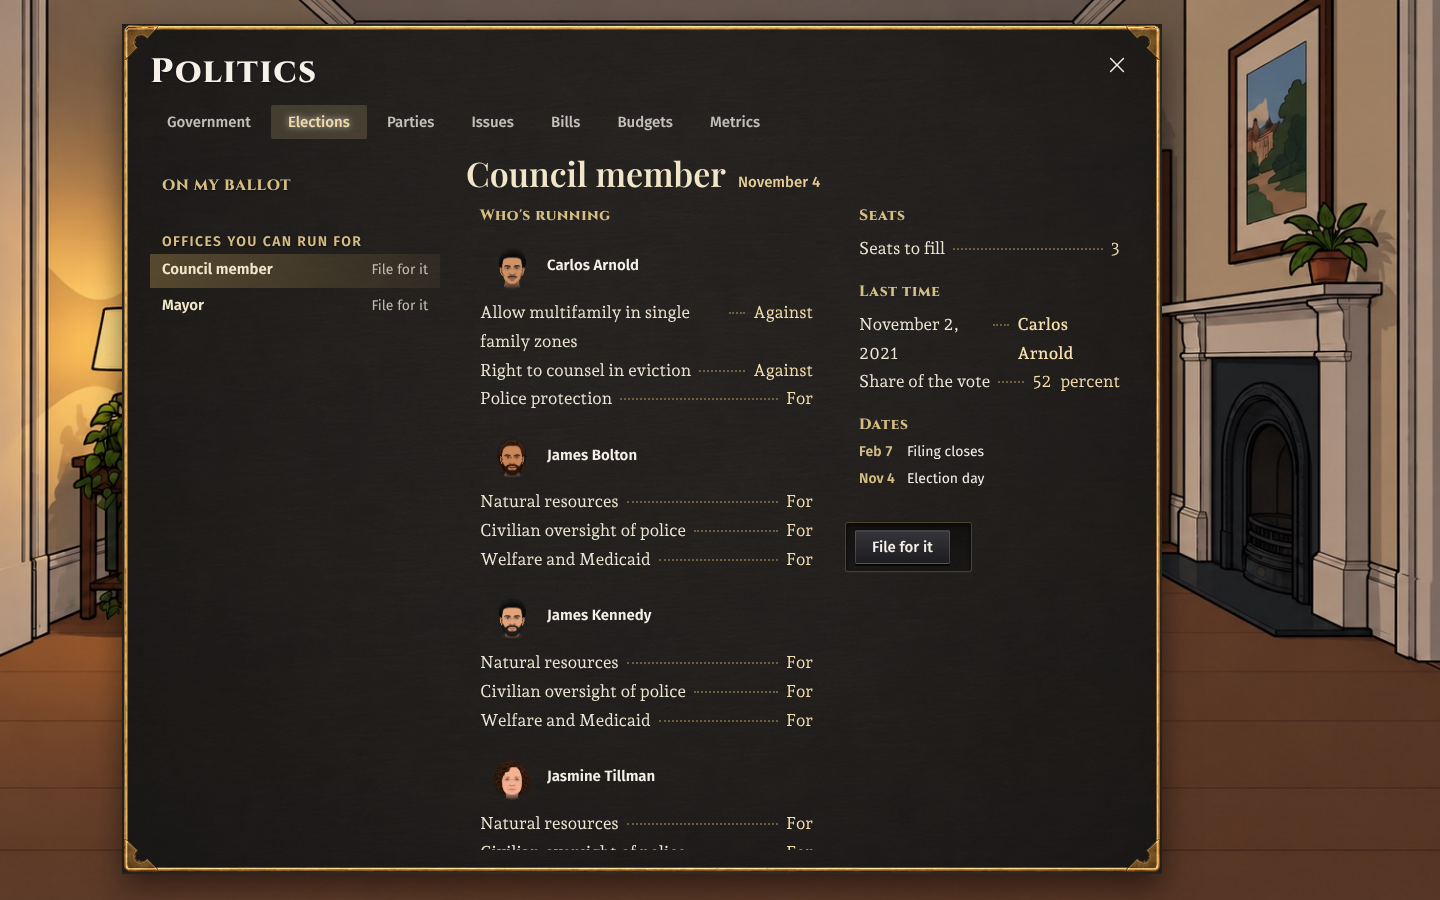 Politics
Government Elections Parties Issues Bills Budgets Metrics
On my ballot
OFFICES YOU CAN RUN FOR
Council member File for it
Mayor File for it
Council member November 4
Who's running
Carlos Arnold
Allow multifamily in single family zones Against
Right to counsel in eviction Against
Police protection For
James Bolton
Natural resources For
Civilian oversight of police For
Welfare and Medicaid For
James Kennedy
Natural resources For
Civilian oversight of police For
Welfare and Medicaid For
Jasmine Tillman
Natural resources For
Civilian oversight of police For
Seats
Seats to fill 3
Last time
November 2, 2021 Carlos Arnold
Share of the vote 52 percent
Dates
Feb 7 Filing closes
Nov 4 Election day
File for it